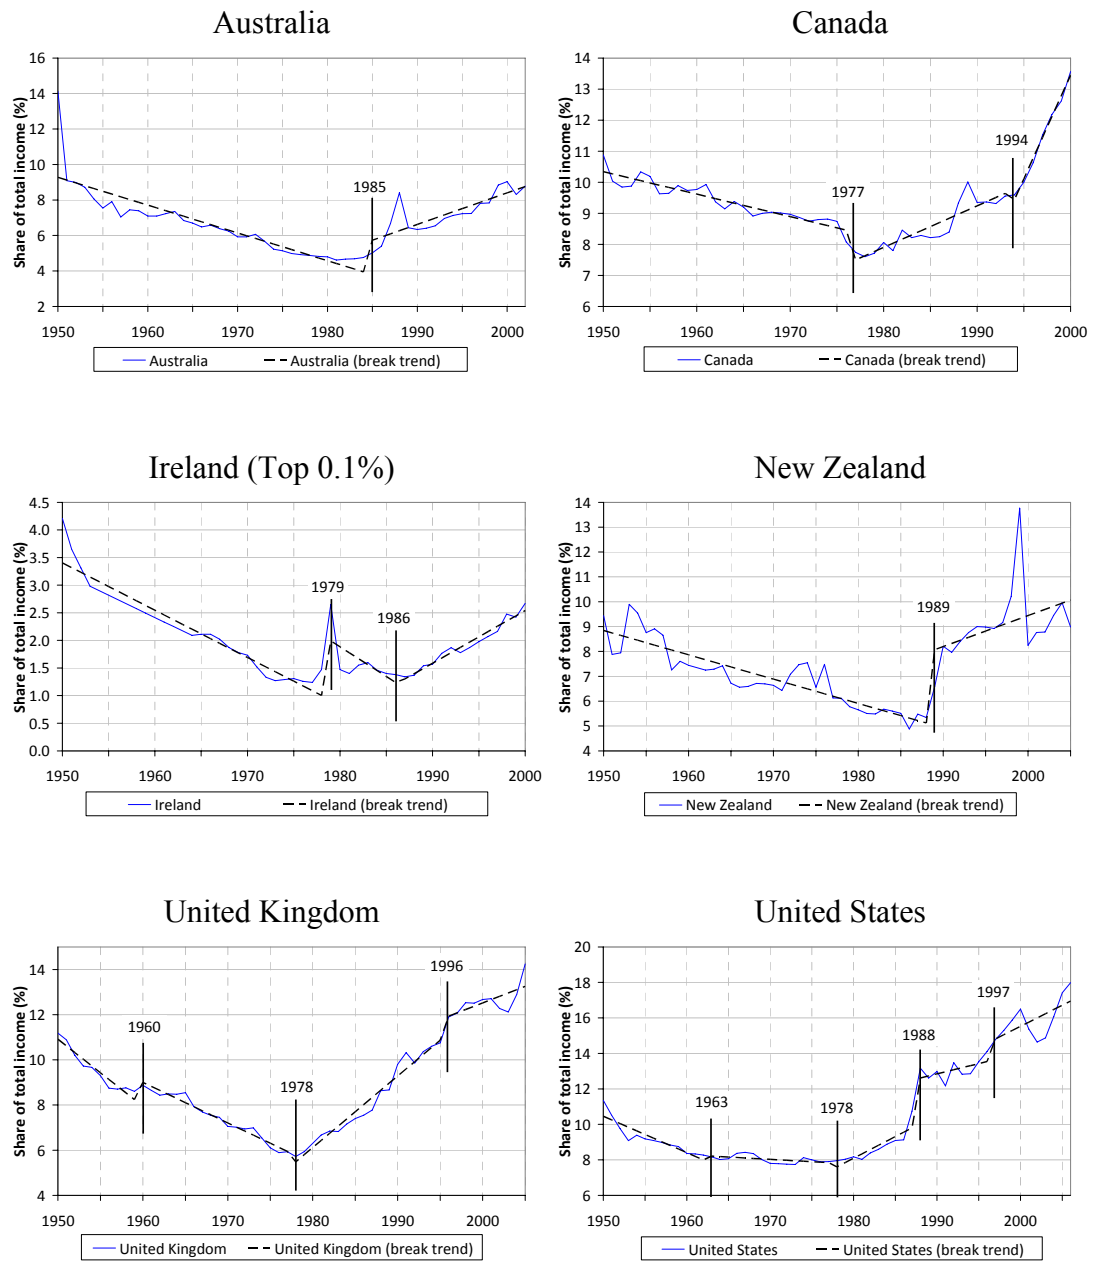 Australia
Share of total income (%)
16
14
12
10
8
6
4
2
1985
1950 1960 1970 1980 1990 2000
Australia Australia (break trend)
Canada
Share of total income (%)
14
13
12
11
10
9
8
7
6
1977
1994
1950 1960 1970 1980 1990 2000
Canada Canada (break trend)
Ireland (Top 0.1%)
Share of total income (%)
4.5
4.0
3.5
3.0
2.5
2.0
1.5
1.0
0.5
0.0
1979
1986
1950 1960 1970 1980 1990 2000
Ireland Ireland (break trend)
New Zealand
Share of total income (%)
14
13
12
11
10
9
8
7
6
5
4
1989
1950 1960 1970 1980 1990 2000
New Zealand New Zealand (break trend)
United Kingdom
Share of total income (%)
14
12
10
8
6
4
1960
1978
1996
1950 1960 1970 1980 1990 2000
United Kingdom United Kingdom (break trend)
United States
Share of total income (%)
20
18
16
14
12
10
8
6
1963
1978
1988
1997
1950 1960 1970 1980 1990 2000
United States United States (break trend)